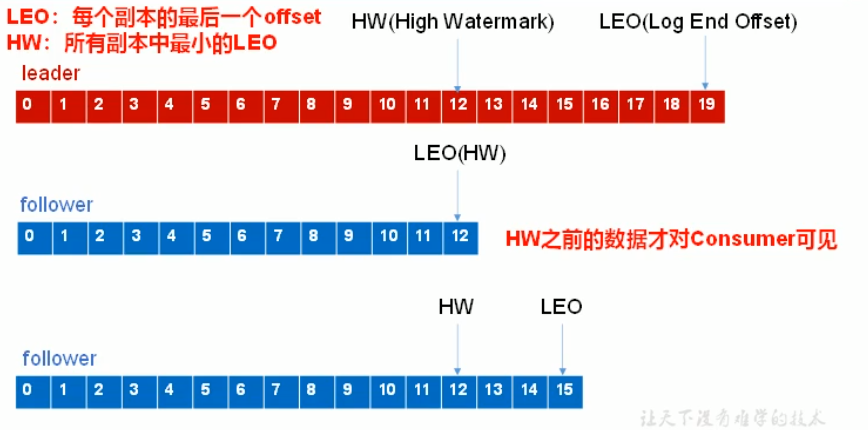 LEO：每个副本的最后一个offset
HW：所有副本中最小的LEO
HW(High Watermark)
LEO(Log End Offset)
leader
0 1 2 3 4 5 6 7 8 9 10 11 12 13 14 15 16 17 18 19
LEO(HW)
follower
0 1 2 3 4 5 6 7 8 9 10 11 12
HW之前的数据才对Consumer可见
HW
LEO
follower
0 1 2 3 4 5 6 7 8 9 10 11 12 13 14 15
让天下没有难学的技术